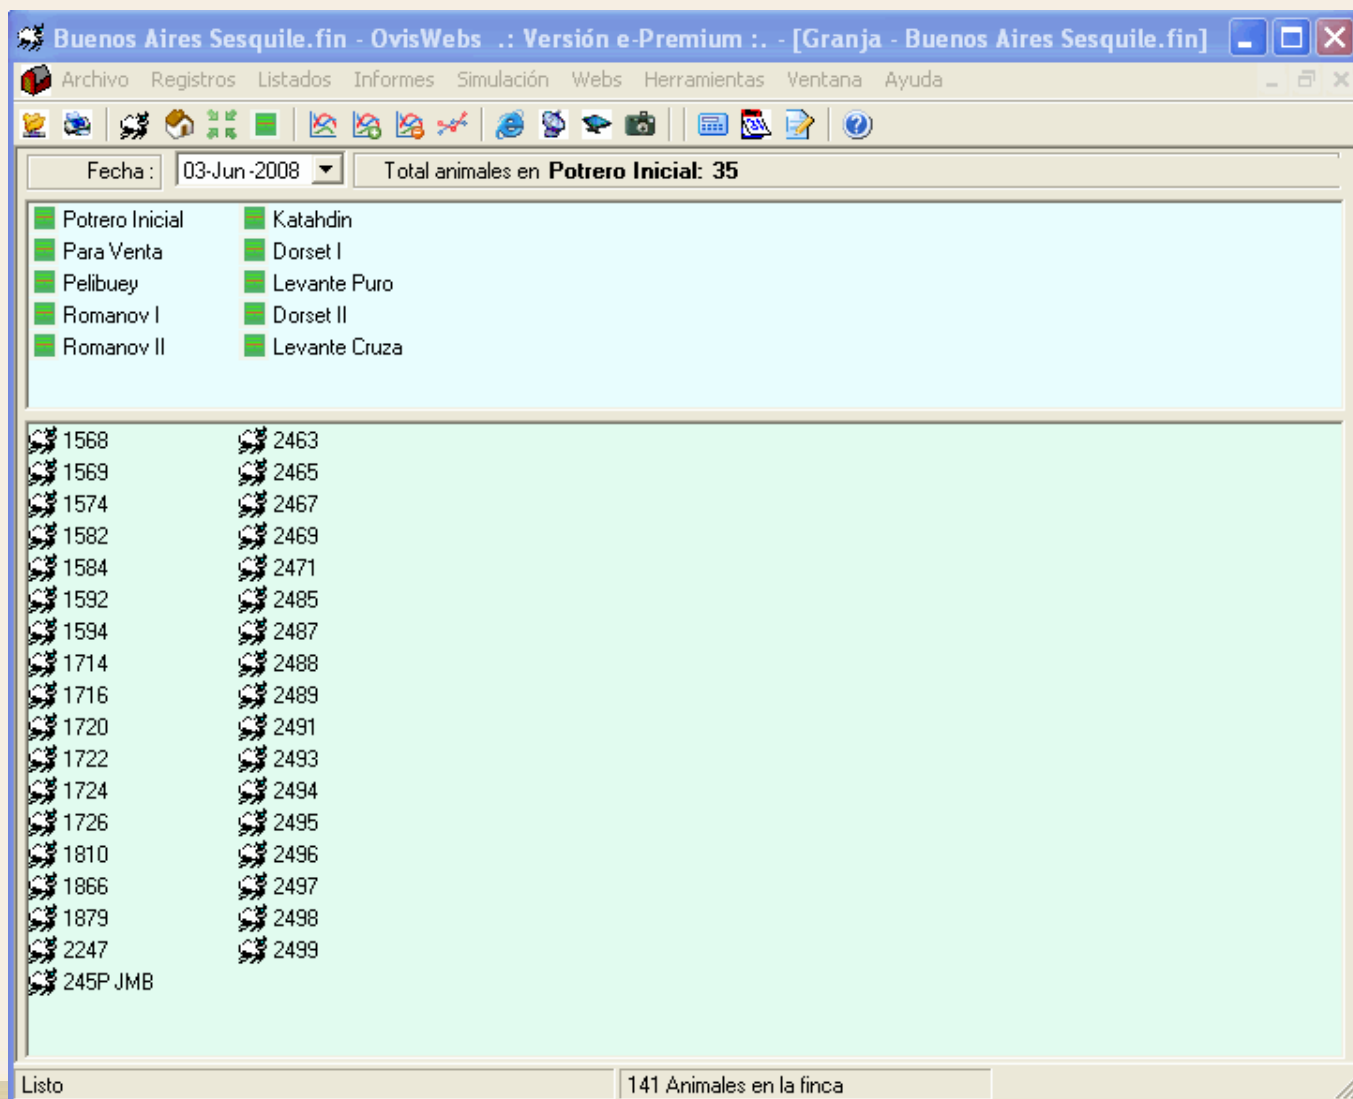 Buenos Aires Sesquile.fin - OvisWebs .: Versión e-Premium :. - [Granja - Buenos Aires Sesquile.fin]
Archivo Registros Listados Informes Simulación Webs Herramientas Ventana Ayuda
Fecha : 03-Jun-2008 Total animales en Potrero Inicial: 35
Potrero Inicial Katahdin
Para Venta Dorset I
Pelibuey Levante Puro
Romanov I Dorset II
Romanov II Levante Cruza
1568 2463
1569 2465
1574 2467
1582 2469
1584 2471
1592 2485
1594 2487
1714 2488
1716 2489
1720 2491
1722 2493
1724 2494
1726 2495
1810 2496
1866 2497
1879 2498
2247 2499
245P JMB
Listo 141 Animales en la finca